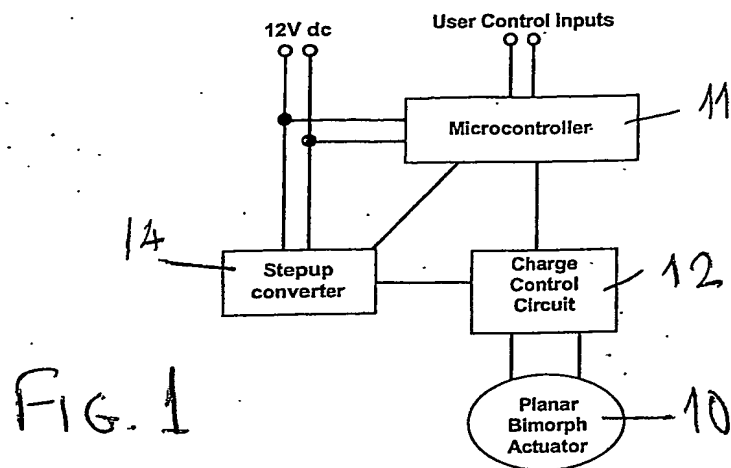 12V dc
User Control inputs
11
Microcontroller
14
Stepup
converter
Charge
Control
Circuit
12
FIG. 1
Planar
Bimorph
Actuator
10